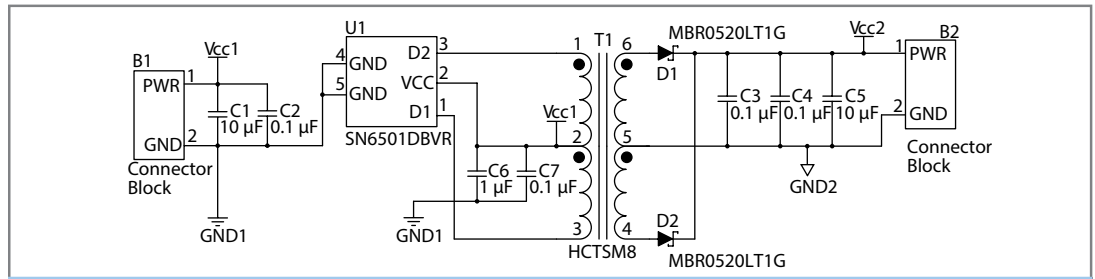 B1
Vcc1
1
PWR
C1
10 µF
C2
0.1 µF
GND
2
Connector
Block
GND1
U1
4
GND
5
GND
D2
3
VCC
2
D1
1
SN6501DBVR
C6
1 µF
C7
0.1 µF
GND1
Vcc1
T1
1
2
3
6
5
4
HCTSM8
MBR0520LT1G
D1
D2
MBR0520LT1G
C3
0.1 µF
C4
0.1 µF
C5
10 µF
GND2
Vcc2
B2
1
PWR
2
GND
Connector
Block